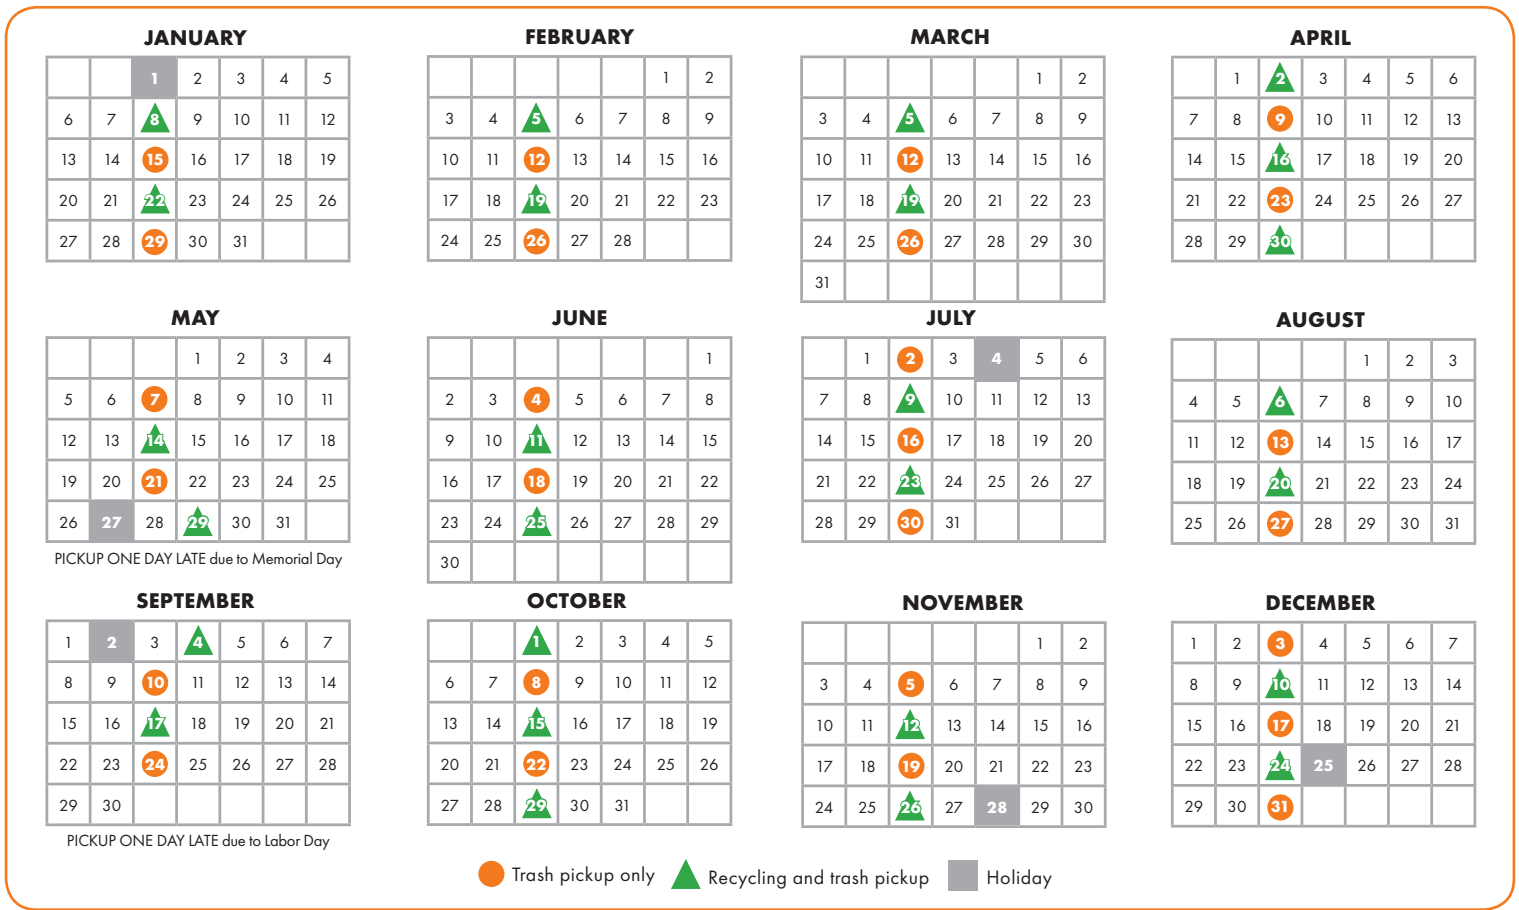 JANUARY
1 2 3 4 5
6 7 8 9 10 11 12
13 14 15 16 17 18 19
20 21 22 23 24 25 26
27 28 29 30 31
FEBRUARY
1 2
3 4 5 6 7 8 9
10 11 12 13 14 15 16
17 18 19 20 21 22 23
24 25 26 27 28
MARCH
1 2
3 4 5 6 7 8 9
10 11 12 13 14 15 16
17 18 19 20 21 22 23
24 25 26 27 28 29 30
31
APRIL
1 2 3 4 5 6
7 8 9 10 11 12 13
14 15 16 17 18 19 20
21 22 23 24 25 26 27
28 29 30
MAY
1 2 3 4
5 6 7 8 9 10 11
12 13 14 15 16 17 18
19 20 21 22 23 24 25
26 27 28 29 30 31
PICKUP ONE DAY LATE due to Memorial Day
JUNE
1
2 3 4 5 6 7 8
9 10 11 12 13 14 15
16 17 18 19 20 21 22
23 24 25 26 27 28 29
30
JULY
1 2 3 4 5 6
7 8 9 10 11 12 13
14 15 16 17 18 19 20
21 22 23 24 25 26 27
28 29 30 31
AUGUST
1 2 3
4 5 6 7 8 9 10
11 12 13 14 15 16 17
18 19 20 21 22 23 24
25 26 27 28 29 30 31
SEPTEMBER
1 2 3 4 5 6 7
8 9 10 11 12 13 14
15 16 17 18 19 20 21
22 23 24 25 26 27 28
29 30
PICKUP ONE DAY LATE due to Labor Day
OCTOBER
1 2 3 4 5
6 7 8 9 10 11 12
13 14 15 16 17 18 19
20 21 22 23 24 25 26
27 28 29 30 31
NOVEMBER
1 2
3 4 5 6 7 8 9
10 11 12 13 14 15 16
17 18 19 20 21 22 23
24 25 26 27 28 29 30
DECEMBER
1 2 3 4 5 6 7
8 9 10 11 12 13 14
15 16 17 18 19 20 21
22 23 24 25 26 27 28
29 30 31
Trash pickup only Recycling and trash pickup Holiday